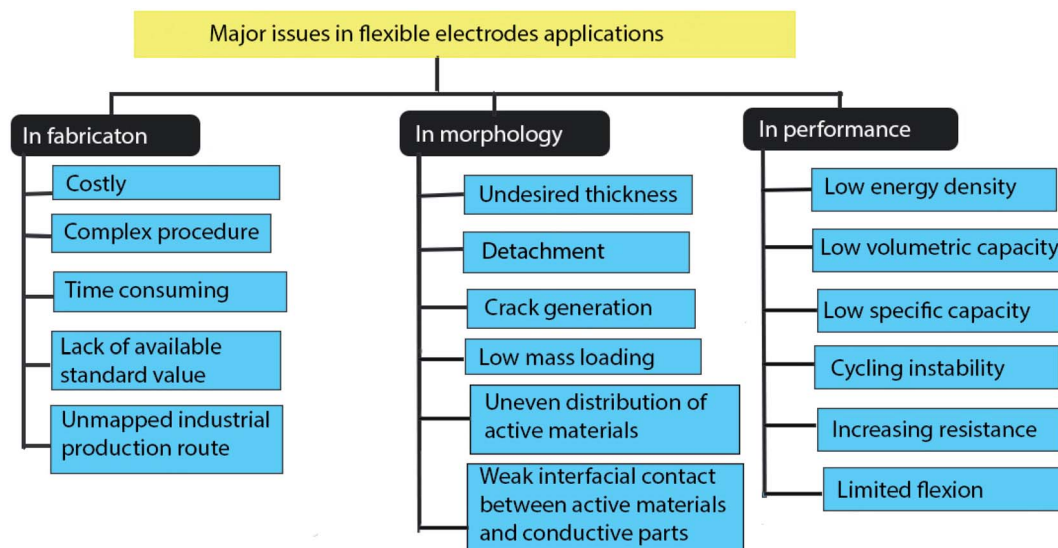 Major issues in flexible electrodes applications
In fabricaton
Costly
Complex procedure
Time consuming
Lack of available
standard value
Unmapped industrial
production route
In morphology
Undesired thickness
Detachment
Crack generation
Low mass loading
Uneven distribution of
active materials
Weak interfacial contact
between active materials
and conductive parts
In performance
Low energy density
Low volumetric capacity
Low specific capacity
Cycling instability
Increasing resistance
Limited flexion